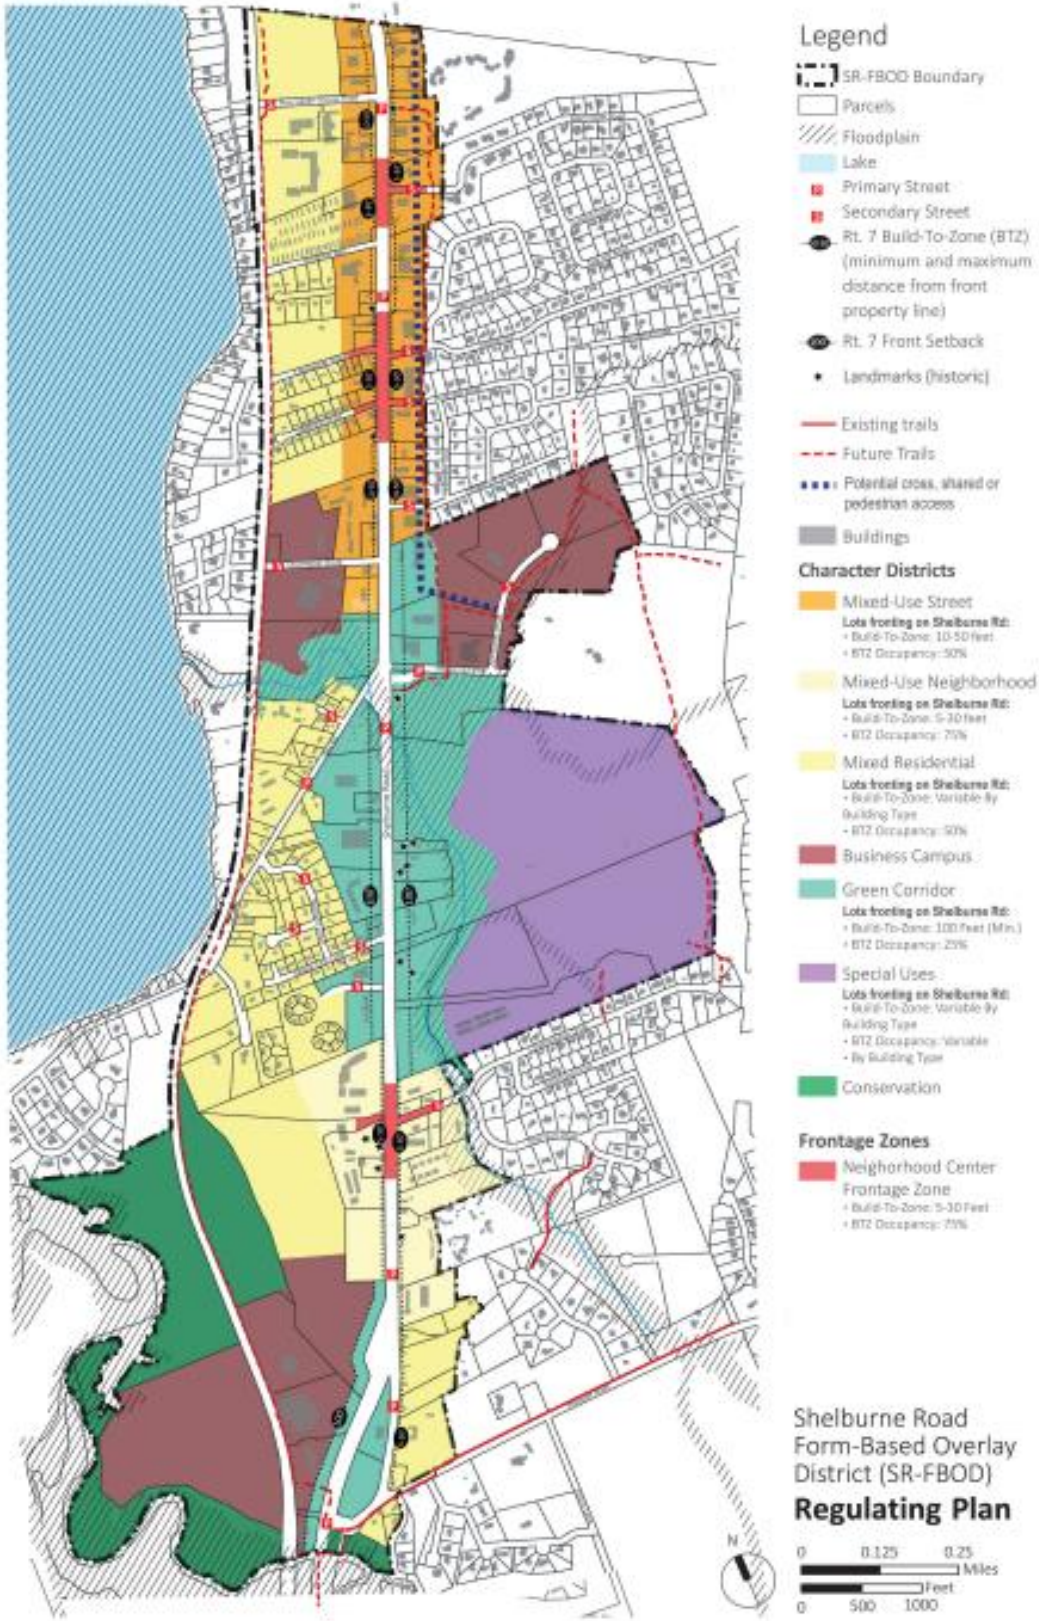 Legend
SR-FBOD Boundary
Parcels
Floodplain
Lake
P Primary Street
S Secondary Street
Rt. 7 Build-To-Zone (BTZ)
(minimum and maximum
distance from front
property line)
Rt. 7 Front Setback
Landmarks (historic)
Existing trails
Future Trails
Potential cross, shared or
pedestrian access
Buildings
Character Districts
Mixed-Use Street
Lots fronting on Shelburne Rd:
• Build-To-Zone: 10-50 feet
• BTZ Occupancy: 50%
Mixed-Use Neighborhood
Lots fronting on Shelburne Rd:
• Build-To-Zone: 5-30 feet
• BTZ Occupancy: 75%
Mixed Residential
Lots fronting on Shelburne Rd:
• Build-To-Zone: Variable By
Building Type
• BTZ Occupancy: 50%
Business Campus
Green Corridor
Lots fronting on Shelburne Rd:
• Build-To-Zone: 100 Feet (Min.)
• BTZ Occupancy: 25%
Special Uses
Lots fronting on Shelburne Rd:
• Build-To-Zone: Variable By
Building Type
• BTZ Occupancy: Variable
• By Building Type
Conservation
Frontage Zones
Neighorhood Center
Frontage Zone
• Build-To-Zone: 5-30 Feet
• BTZ Occupancy: 75%
Shelburne Road
Shelburne Road
Form-Based Overlay
District (SR-FBOD)
Regulating Plan
N
0 0.125 0.25
Miles
Feet
0 500 1000